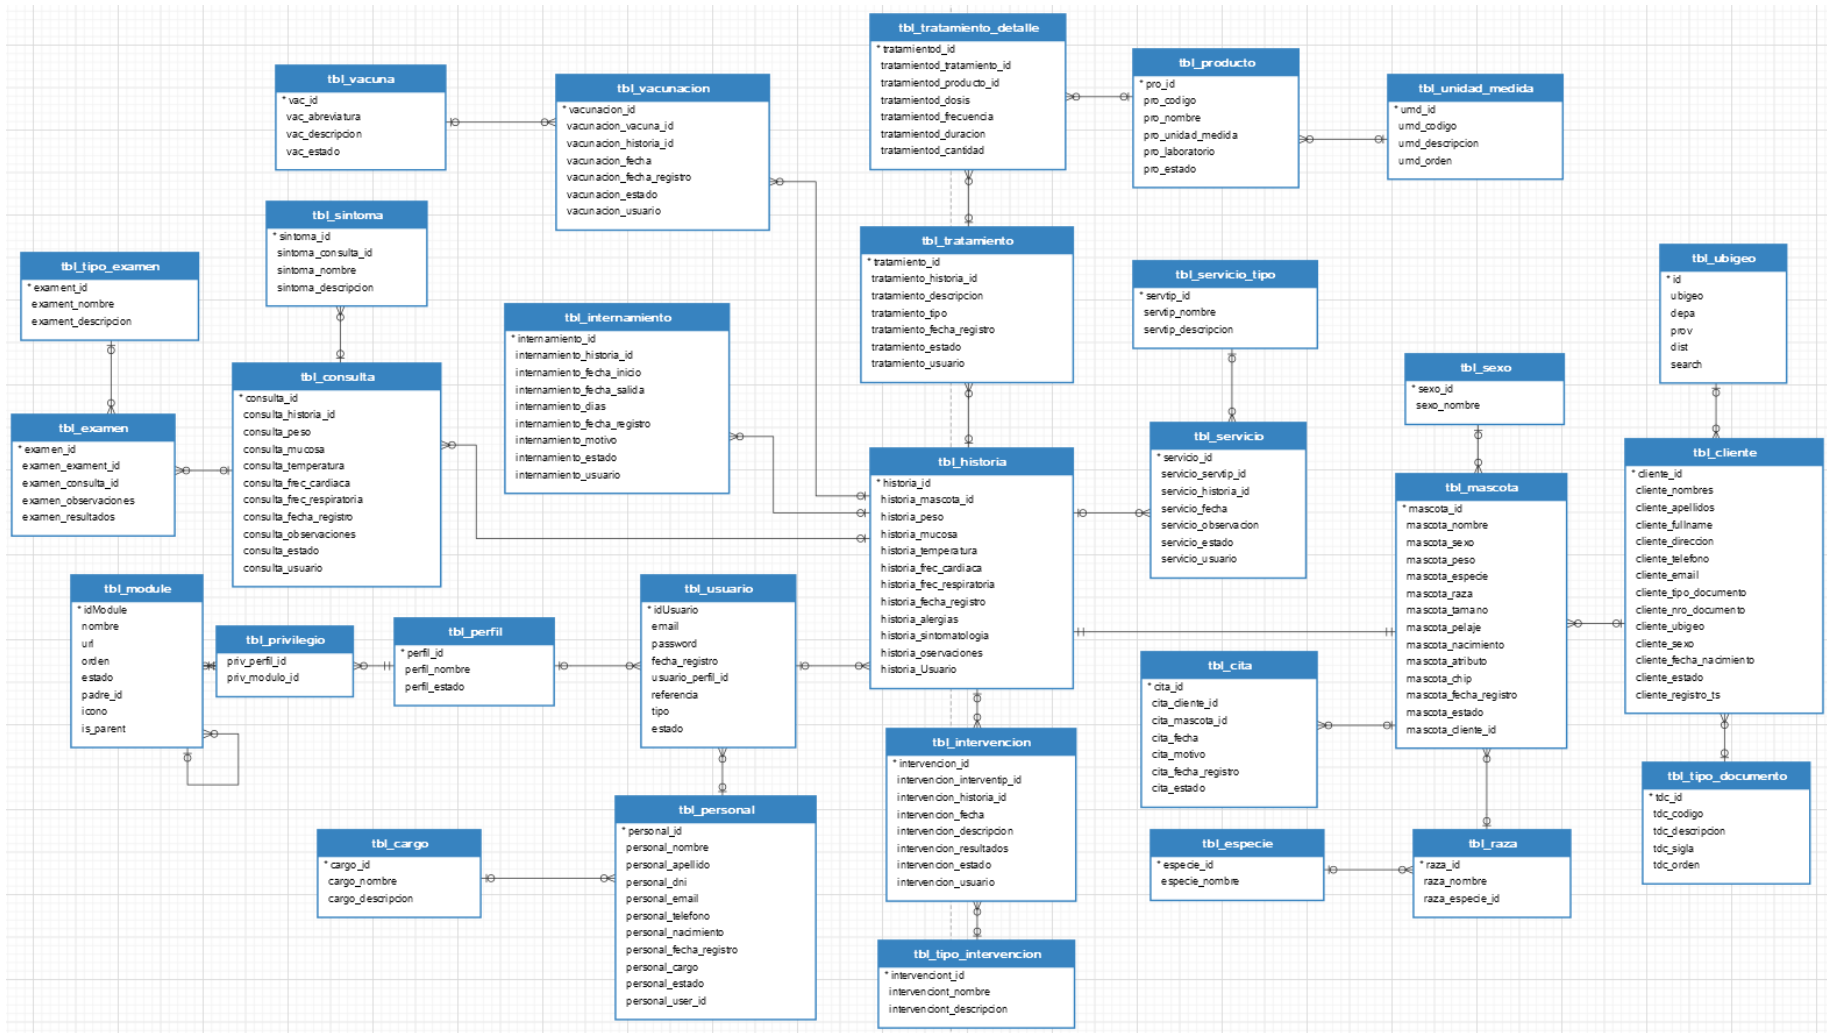 tbl_tratamiento_detalle
* tratamientod_id
tratamientod_tratamiento_id
tratamientod_producto_id
tratamientod_dosis
tratamientod_frecuencia
tratamientod_duracion
tratamientod_cantidad
tbl_producto
* pro_id
pro_codigo
pro_nombre
pro_unidad_medida
pro_laboratorio
pro_estado
tbl_unidad_medida
* umd_id
umd_codigo
umd_descripcion
umd_orden
tbl_vacuna
* vac_id
vac_abreviatura
vac_descripcion
vac_estado
tbl_vacunacion
* vacunacion_id
vacunacion_vacuna_id
vacunacion_historia_id
vacunacion_fecha
vacunacion_fecha_registro
vacunacion_estado
vacunacion_usuario
tbl_sintoma
* sintoma_id
sintoma_consulta_id
sintoma_nombre
sintoma_descripcion
tbl_tipo_examen
* exament_id
exament_nombre
exament_descripcion
tbl_internamiento
* internamiento_id
internamiento_historia_id
internamiento_fecha_inicio
internamiento_fecha_salida
internamiento_dias
internamiento_fecha_registro
internamiento_motivo
internamiento_estado
internamiento_usuario
tbl_tratamiento
* tratamiento_id
tratamiento_historia_id
tratamiento_descripcion
tratamiento_tipo
tratamiento_fecha_registro
tratamiento_estado
tratamiento_usuario
tbl_servicio_tipo
* servtip_id
servtip_nombre
servtip_descripcion
tbl_ubigeo
* id
ubigeo
depa
prov
dist
search
tbl_sexo
* sexo_id
sexo_nombre
tbl_consulta
* consulta_id
consulta_historia_id
consulta_peso
consulta_mucosa
consulta_temperatura
consulta_frec_cardiaca
consulta_frec_respiratoria
consulta_fecha_registro
consulta_observaciones
consulta_estado
consulta_usuario
tbl_examen
* examen_id
examen_exament_id
examen_consulta_id
examen_observaciones
examen_resultados
tbl_historia
* historia_id
historia_mascota_id
historia_peso
historia_mucosa
historia_temperatura
historia_frec_cardiaca
historia_frec_respiratoria
historia_fecha_registro
historia_alergias
historia_sintomatologia
historia_oservaciones
historia_Usuario
tbl_servicio
* servicio_id
servicio_servtip_id
servicio_historia_id
servicio_fecha
servicio_observacion
servicio_estado
servicio_usuario
tbl_mascota
* mascota_id
mascota_nombre
mascota_sexo
mascota_peso
mascota_especie
mascota_raza
mascota_tamano
mascota_pelaje
mascota_nacimiento
mascota_atributo
mascota_chip
mascota_fecha_registro
mascota_estado
mascota_cliente_id
tbl_cliente
* cliente_id
cliente_nombres
cliente_apellidos
cliente_fullname
cliente_direccion
cliente_telefono
cliente_email
cliente_tipo_documento
cliente_nro_documento
cliente_ubigeo
cliente_sexo
cliente_fecha_nacimiento
cliente_estado
cliente_registro_ts
tbl_module
* idModule
nombre
url
orden
estado
padre_id
icono
is_parent
tbl_privilegio
priv_perfil_id
priv_modulo_id
tbl_perfil
* perfil_id
perfil_nombre
perfil_estado
tbl_usuario
* idUsuario
email
password
fecha_registro
usuario_perfil_id
referencia
tipo
estado
tbl_cita
* cita_id
cita_cliente_id
cita_mascota_id
cita_fecha
cita_motivo
cita_fecha_registro
cita_estado
tbl_intervencion
* intervencion_id
intervencion_interventip_id
intervencion_historia_id
intervencion_fecha
intervencion_descripcion
intervencion_resultados
intervencion_estado
intervencion_usuario
tbl_tipo_documento
* tdc_id
tdc_codigo
tdc_descripcion
tdc_sigla
tdc_orden
tbl_cargo
* cargo_id
cargo_nombre
cargo_descripcion
tbl_personal
* personal_id
personal_nombre
personal_apellido
personal_dni
personal_email
personal_telefono
personal_nacimiento
personal_fecha_registro
personal_cargo
personal_estado
personal_user_id
tbl_especie
* especie_id
especie_nombre
tbl_raza
* raza_id
raza_nombre
raza_especie_id
tbl_tipo_intervencion
* intervenciont_id
intervenciont_nombre
intervenciont_descripcion